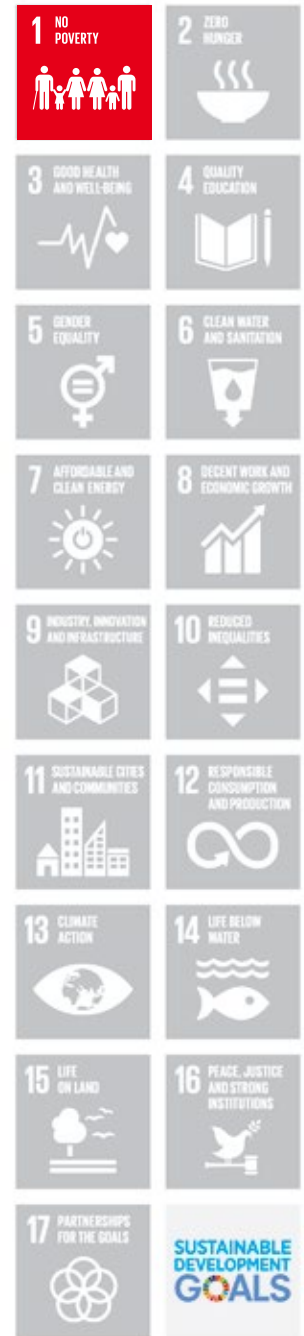 1 NO
POVERTY
2 ZERO
HUNGER
3 GOOD HEALTH
AND WELL-BEING
4 QUALITY
EDUCATION
5 GENDER
EQUALITY
6 CLEAN WATER
AND SANITATION
7 AFFORDABLE AND
CLEAN ENERGY
8 DECENT WORK AND
ECONOMIC GROWTH
9 INDUSTRY, INNOVATION
AND INFRASTRUCTURE
10 REDUCED
INEQUALITIES
11 SUSTAINABLE CITIES
AND COMMUNITIES
12 RESPONSIBLE
CONSUMPTION
AND PRODUCTION
13 CLIMATE
ACTION
14 LIFE BELOW
WATER
15 LIFE
ON LAND
16 PEACE, JUSTICE
AND STRONG
INSTITUTIONS
17 PARTNERSHIPS
FOR THE GOALS
SUSTAINABLE
DEVELOPMENT
GOALS